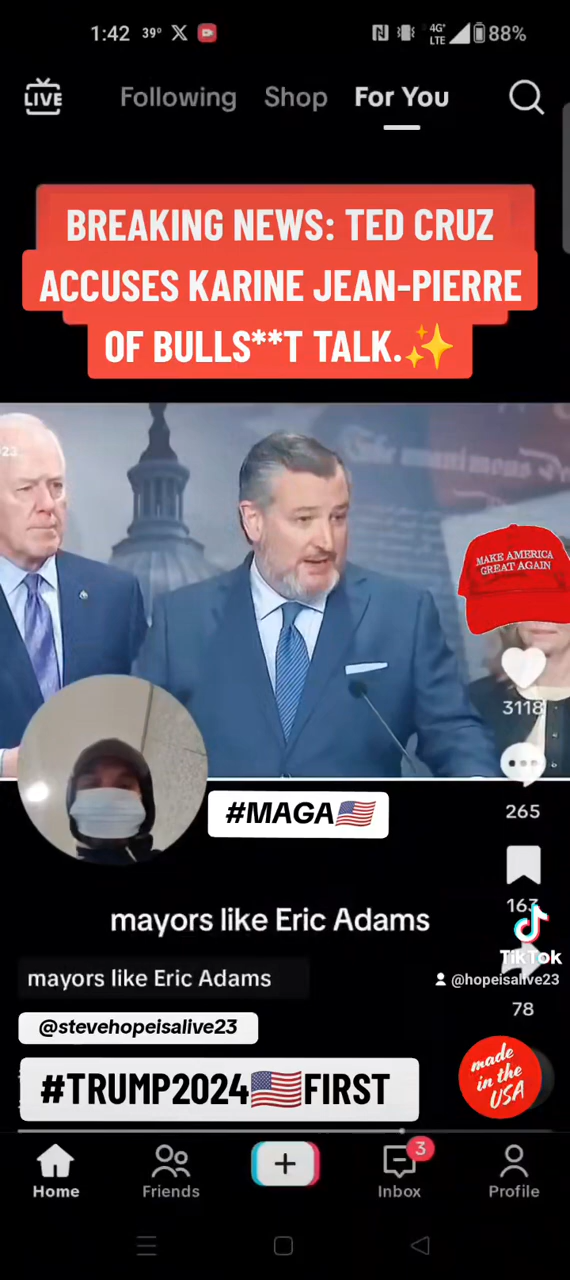 1:42 39° X 4G+ LTE 88%
LIVE Following Shop For You
BREAKING NEWS: TED CRUZ
ACCUSES KARINE JEAN-PIERRE
OF BULLS**T TALK.✨
23
MAKE AMERICA
GREAT AGAIN
3118
265
#MAGA🇺🇸
mayors like Eric Adams
163
TikTok
mayors like Eric Adams
@hopeisalive23
78
@stevehopeisalive23
#TRUMP2024🇺🇸FIRST
made
in the
USA
3
Home Friends Inbox Profile